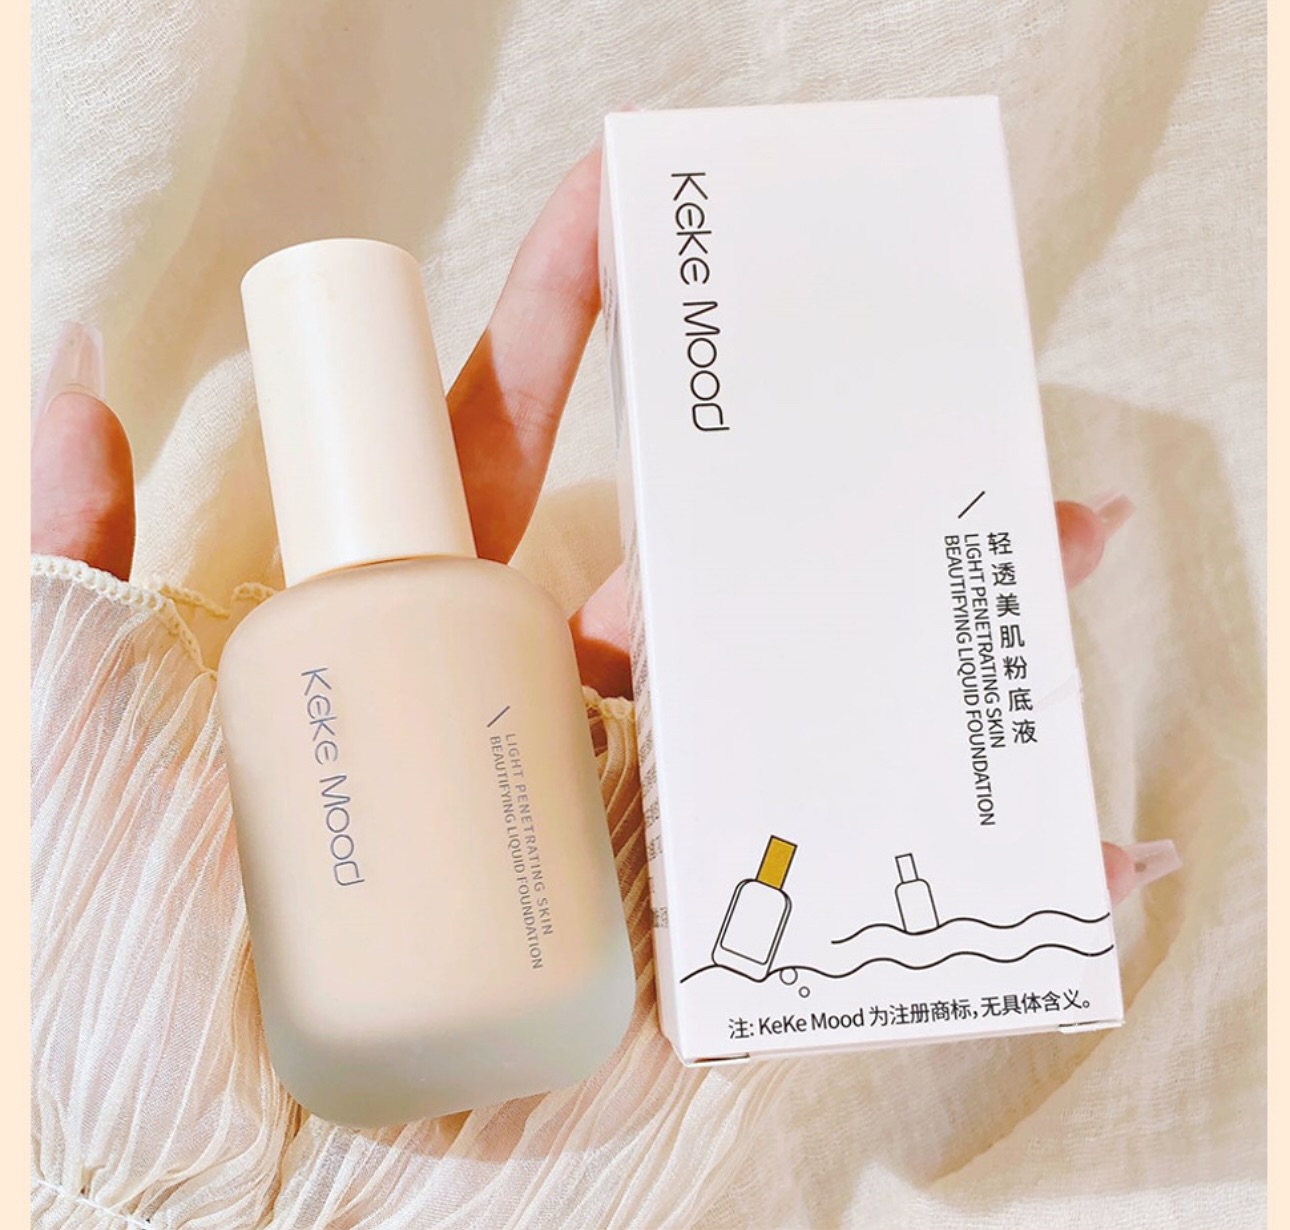 KeKe Mood
LIGHT PENETRATING SKIN
BEAUTIFYING LIQUID FOUNDATION
KeKe Mood
轻透美肌粉底液
LIGHT PENETRATING SKIN
BEAUTIFYING LIQUID FOUNDATION
注: KeKe Mood 为注册商标,无具体含义。